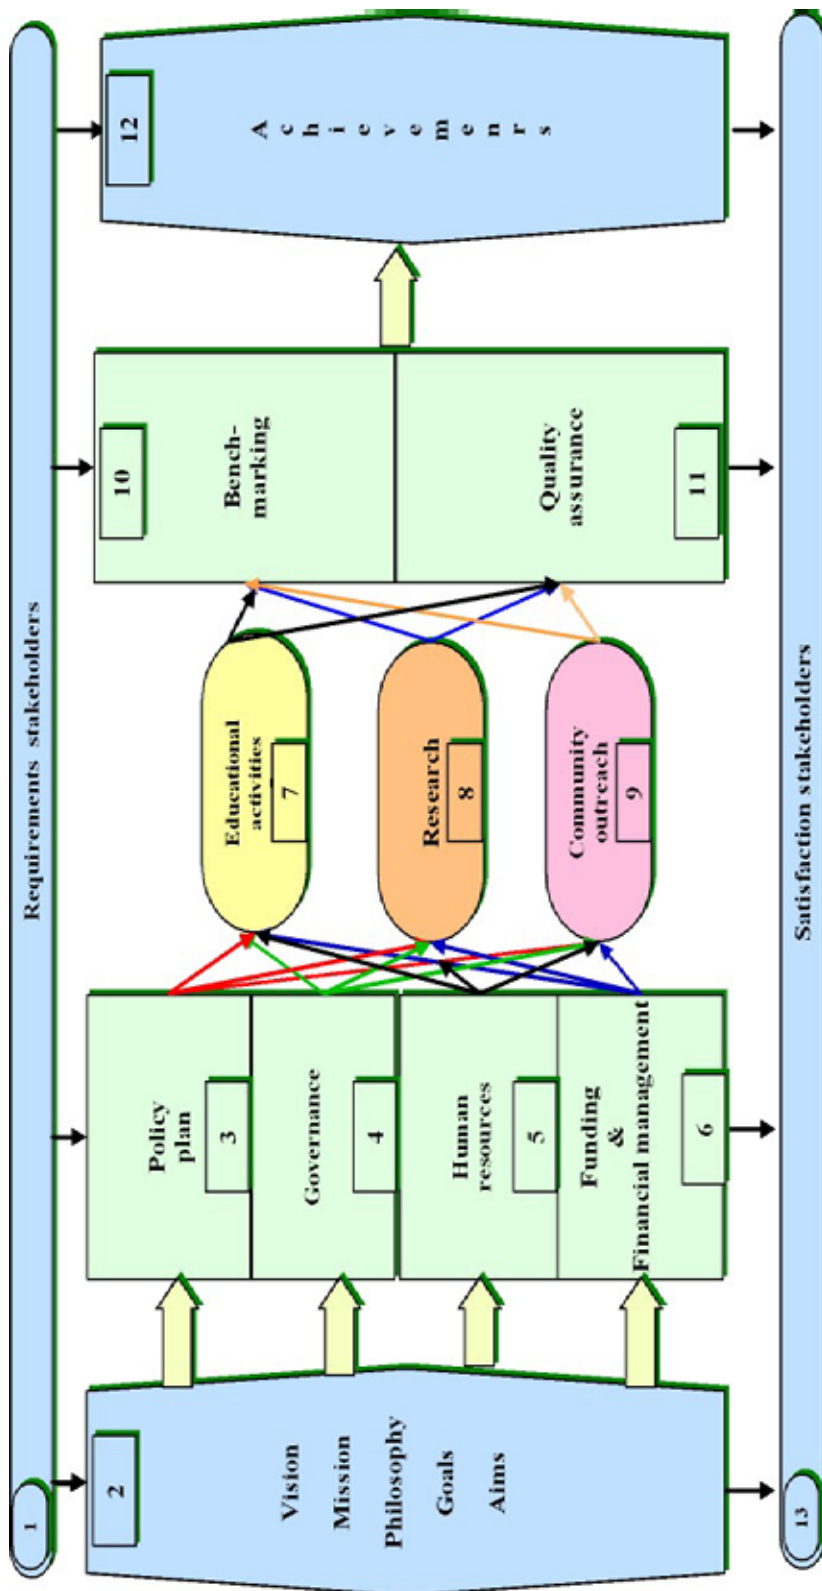 1
Requirements stakeholders
2
Vision
Mission
Philosophy
Goals
Aims
Policy
plan
3
Governance
4
Human
resources
5
Funding
&
Financial management
6
Educational
activities
7
Research
8
Community
outreach
9
10
Bench-
marking
Quality
assurance
11
12
Achievemenrs
13
Satisfaction stakeholders